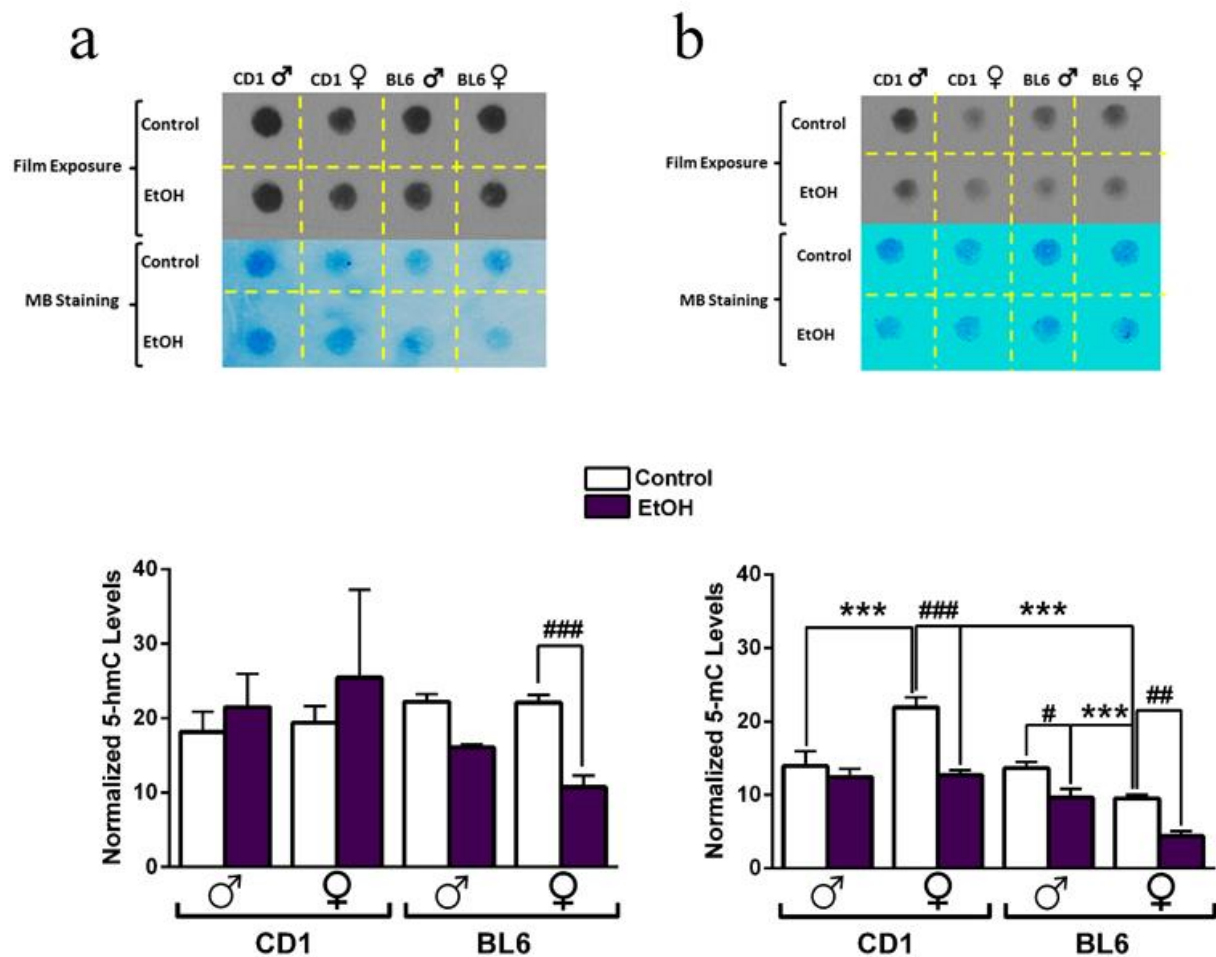 a
CD1 ♂ CD1 ♀ BL6 ♂ BL6 ♀
Control
Film Exposure
EtOH
Control
MB Staining
EtOH
b
CD1 ♂ CD1 ♀ BL6 ♂ BL6 ♀
Control
Film Exposure
EtOH
Control
MB Staining
EtOH
Control
EtOH
Normalized 5-hmC Levels
40
30
20
10
0
###
♂ ♀ ♂ ♀
CD1 BL6
Normalized 5-mC Levels
40
30
20
10
0
*** ### ***
# *** ##
♂ ♀ ♂ ♀
CD1 BL6